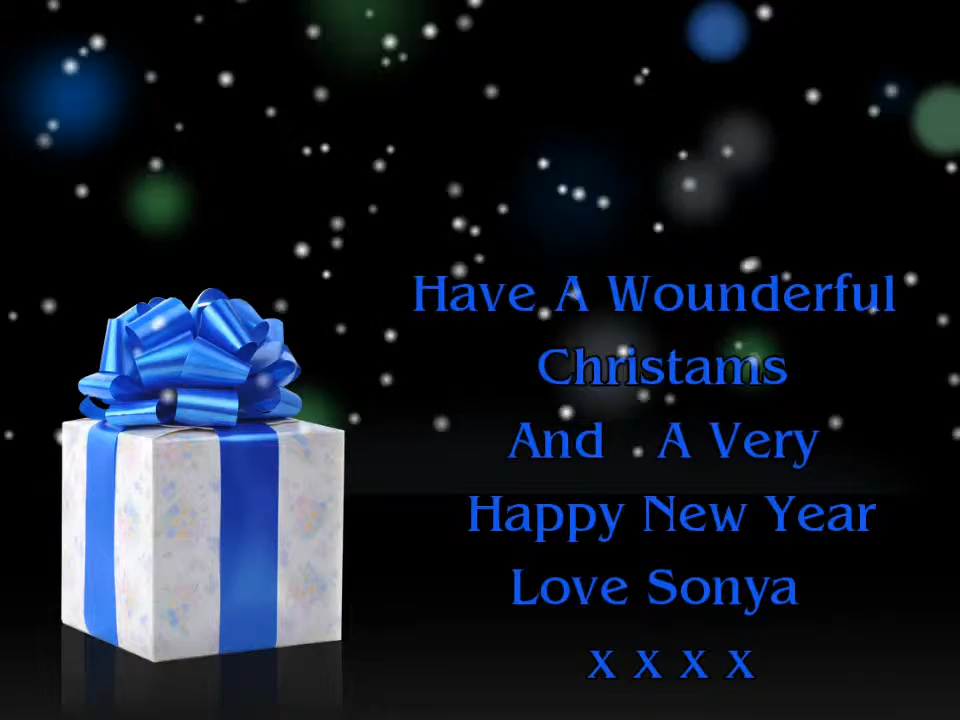 Have A Wounderful
Christams
And A Very
Happy New Year
Love Sonya
x x x x